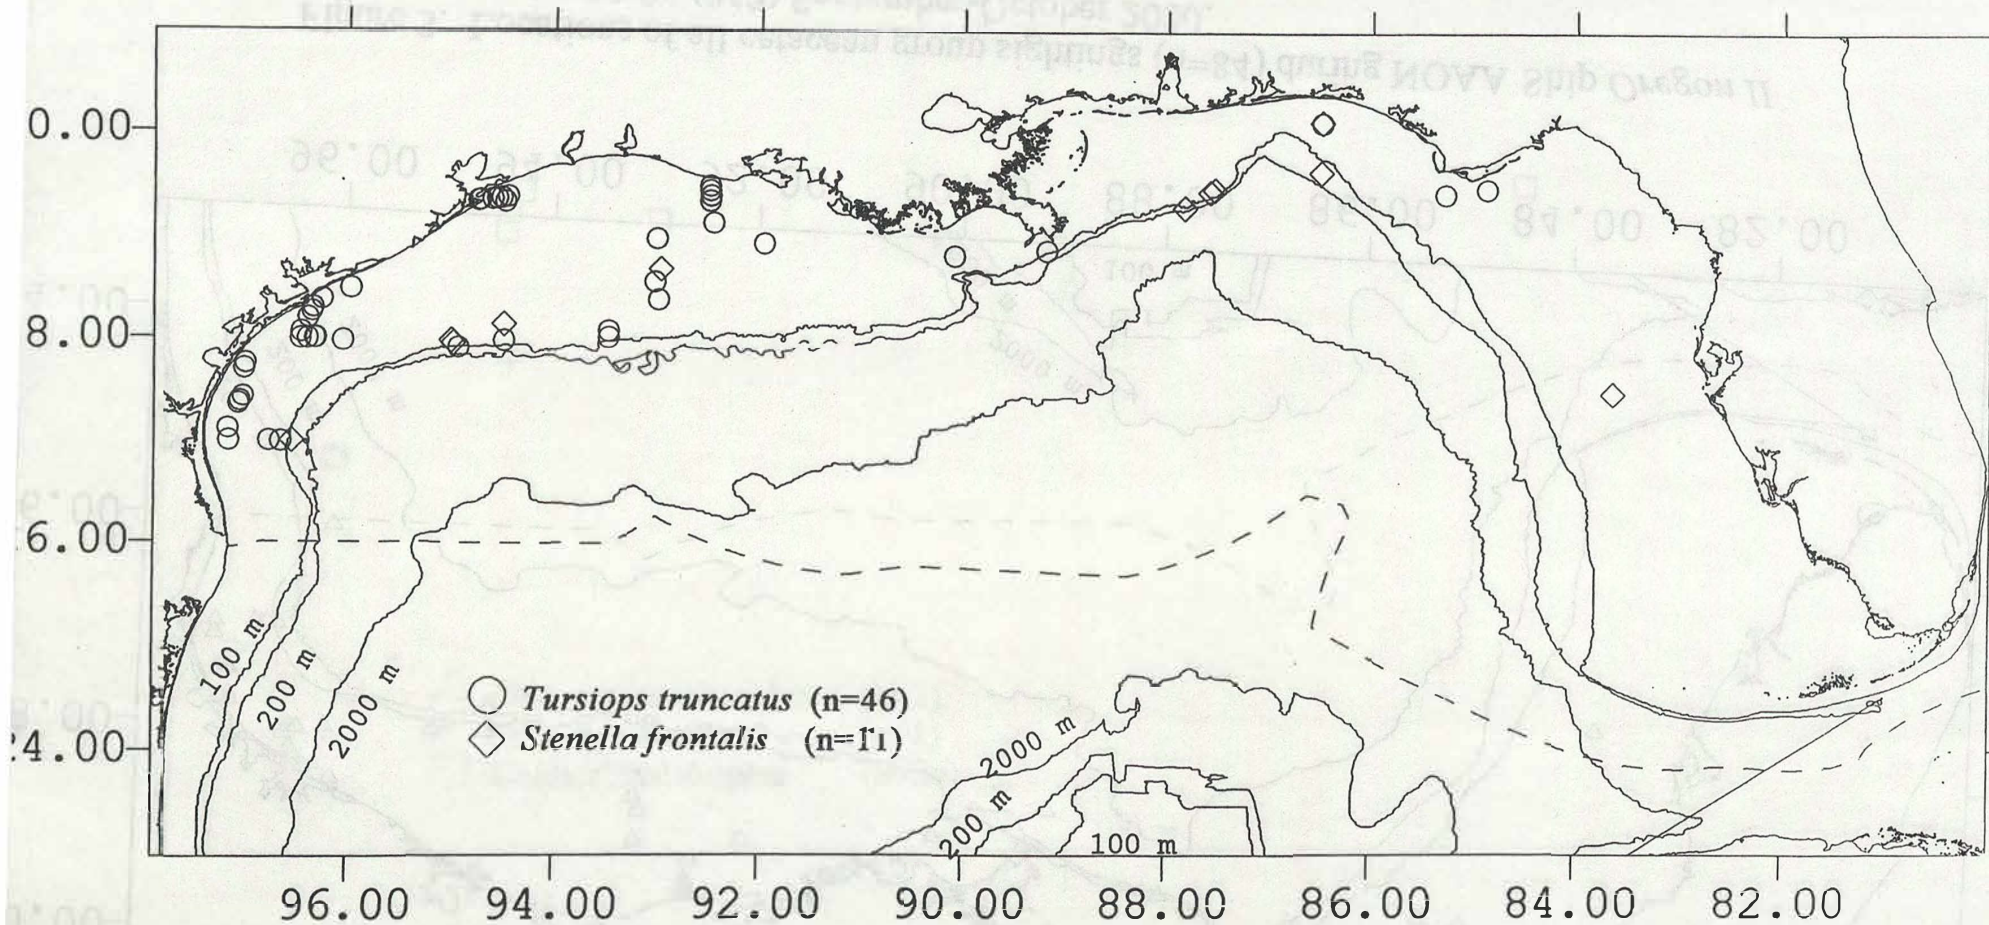 0.00
8.00
6.00
4.00
100 m
200 m
2000 m
Tursiops truncatus (n=46)
Stenella frontalis (n=11)
2000 m
200 m
100 m
96.00 94.00 92.00 90.00 88.00 86.00 84.00 82.00